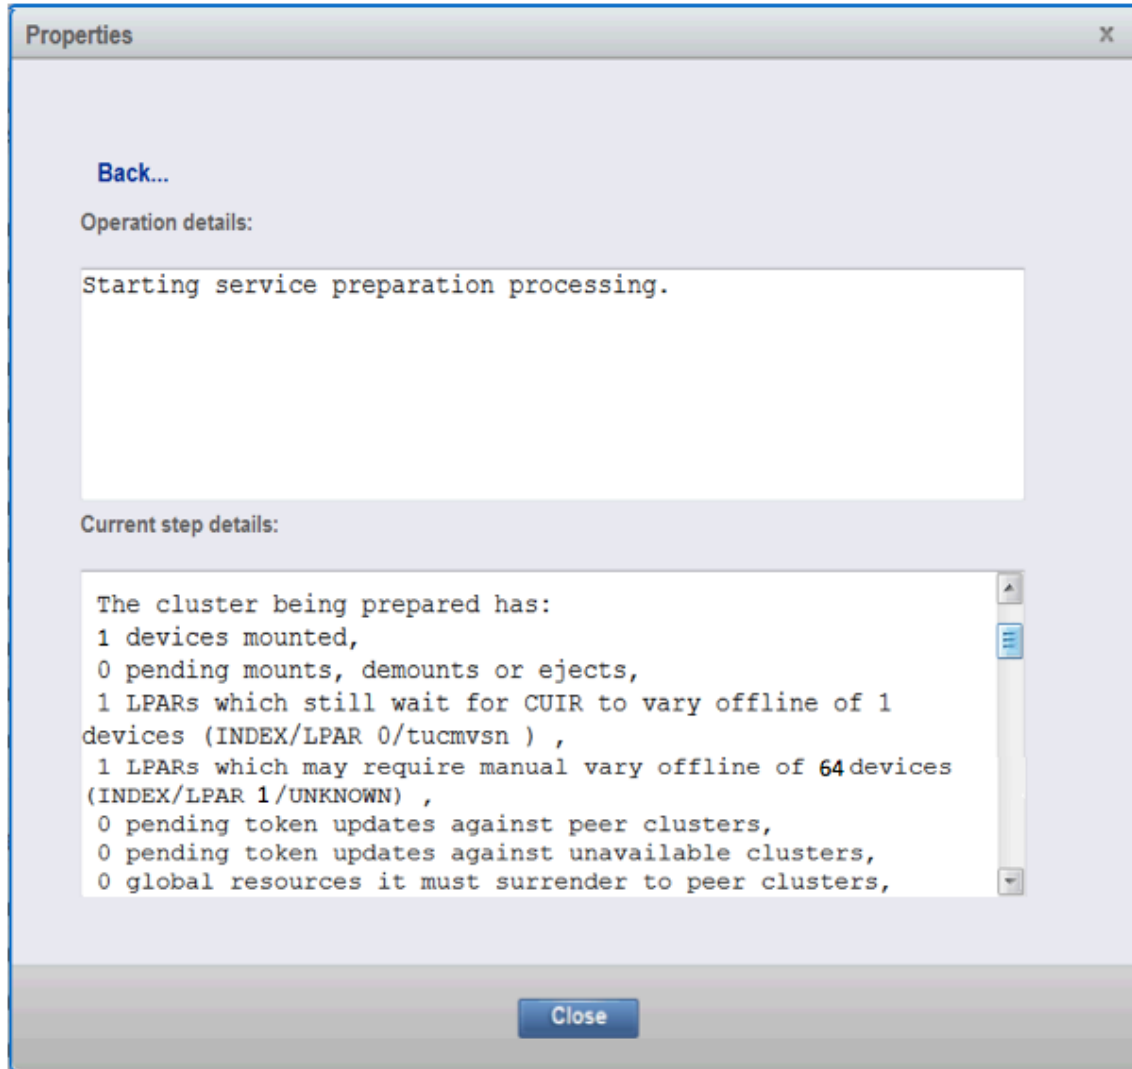 Properties x
Back...
Operation details:
Starting service preparation processing.
Current step details:
The cluster being prepared has:
1 devices mounted,
0 pending mounts, demounts or ejects,
1 LPARs which still wait for CUIR to vary offline of 1
devices (INDEX/LPAR 0/tucmvsn ) ,
1 LPARs which may require manual vary offline of 64 devices
(INDEX/LPAR 1/UNKNOWN) ,
0 pending token updates against peer clusters,
0 pending token updates against unavailable clusters,
0 global resources it must surrender to peer clusters,
Close